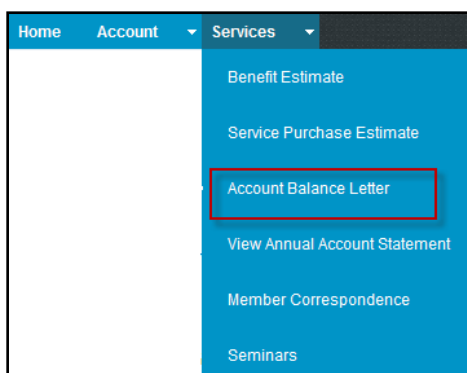 Home Account Services
Benefit Estimate
Service Purchase Estimate
Account Balance Letter
View Annual Account Statement
Member Correspondence
Seminars